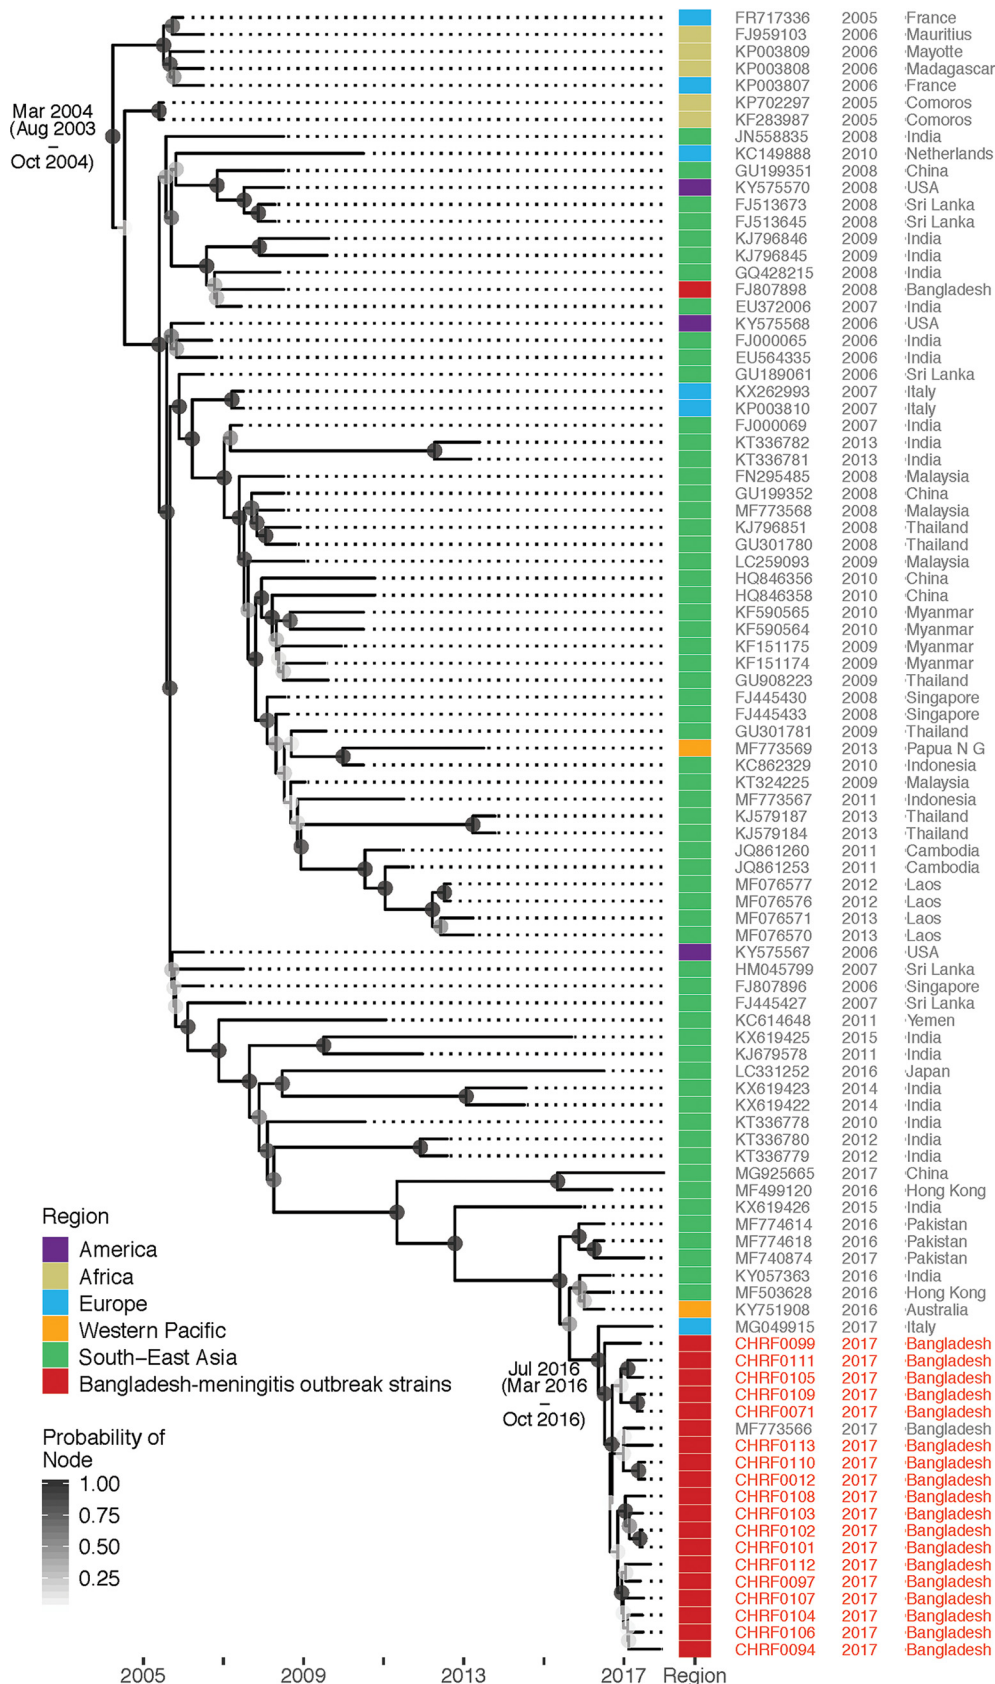 FR717336 2005 France
FJ959103 2006 Mauritius
KP003809 2006 Mayotte
KP003808 2006 Madagascar
KP003807 2006 France
KP702297 2005 Comoros
KF283987 2005 Comoros
JN558835 2008 India
KC149888 2010 Netherlands
GU199351 2008 China
KY575570 2008 USA
FJ513673 2008 Sri Lanka
FJ513645 2008 Sri Lanka
KJ796846 2009 India
KJ796845 2009 India
GQ428215 2008 India
FJ807898 2008 Bangladesh
EU372006 2007 India
KY575568 2006 USA
FJ000065 2006 India
EU564335 2006 India
GU189061 2006 Sri Lanka
KX262993 2007 Italy
KP003810 2007 Italy
FJ000069 2007 India
KT336782 2013 India
KT336781 2013 India
FN295485 2008 Malaysia
GU199352 2008 China
MF773568 2008 Malaysia
KJ796851 2008 Thailand
GU301780 2008 Thailand
LC259093 2009 Malaysia
HQ846356 2010 China
HQ846358 2010 China
KF590565 2010 Myanmar
KF590564 2010 Myanmar
KF151175 2009 Myanmar
KF151174 2009 Myanmar
GU908223 2009 Thailand
FJ445430 2008 Singapore
FJ445433 2008 Singapore
GU301781 2009 Thailand
MF773569 2013 Papua N G
KC862329 2010 Indonesia
KT324225 2009 Malaysia
MF773567 2011 Indonesia
KJ579187 2013 Thailand
KJ579184 2013 Thailand
JQ861260 2011 Cambodia
JQ861253 2011 Cambodia
MF076577 2012 Laos
MF076576 2012 Laos
MF076571 2013 Laos
MF076570 2013 Laos
KY575567 2006 USA
HM045799 2007 Sri Lanka
FJ807896 2006 Singapore
FJ445427 2007 Sri Lanka
KC614648 2011 Yemen
KX619425 2015 India
KJ679578 2011 India
LC331252 2016 Japan
KX619423 2014 India
KX619422 2014 India
KT336778 2010 India
KT336780 2012 India
KT336779 2012 India
MG925665 2017 China
MF499120 2016 Hong Kong
KX619426 2015 India
MF774614 2016 Pakistan
MF774618 2016 Pakistan
MF740874 2017 Pakistan
KY057363 2016 India
MF503628 2016 Hong Kong
KY751908 2016 Australia
MG049915 2017 Italy
CHRF0099 2017 Bangladesh
CHRF0111 2017 Bangladesh
CHRF0105 2017 Bangladesh
CHRF0109 2017 Bangladesh
CHRF0071 2017 Bangladesh
MF773566 2017 Bangladesh
CHRF0113 2017 Bangladesh
CHRF0110 2017 Bangladesh
CHRF0012 2017 Bangladesh
CHRF0108 2017 Bangladesh
CHRF0103 2017 Bangladesh
CHRF0102 2017 Bangladesh
CHRF0101 2017 Bangladesh
CHRF0112 2017 Bangladesh
CHRF0097 2017 Bangladesh
CHRF0107 2017 Bangladesh
CHRF0104 2017 Bangladesh
CHRF0106 2017 Bangladesh
CHRF0094 2017 Bangladesh
Mar 2004
(Aug 2003
–
Oct 2004)
Jul 2016
(Mar 2016
–
Oct 2016)
Region
America
Africa
Europe
Western Pacific
South–East Asia
Bangladesh-meningitis outbreak strains
Probability of
Node
1.00
0.75
0.50
0.25
2005 2009 2013 2017 Region